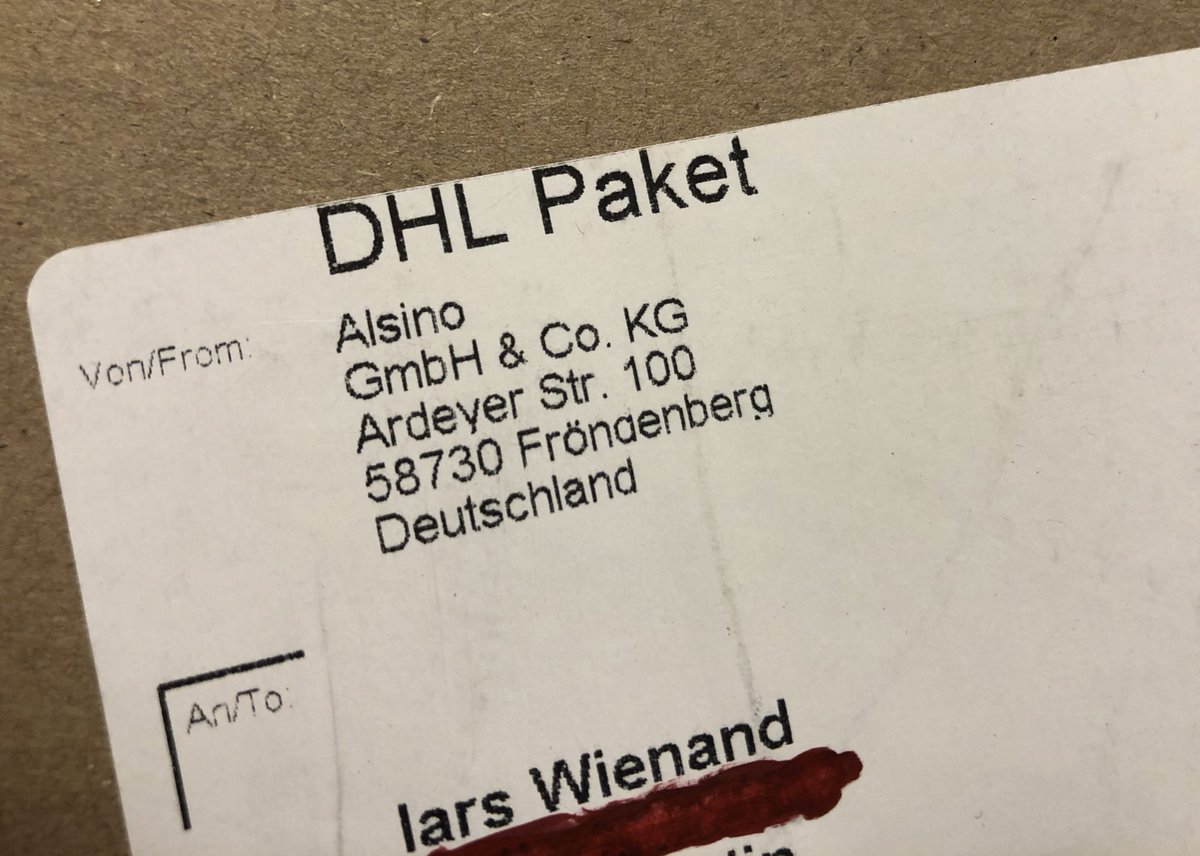 DHL Paket
Von/From:
Alsino
GmbH & Co. KG
Ardeyer Str. 100
58730 Fröndenberg
Deutschland
An/To:
lars Wienand